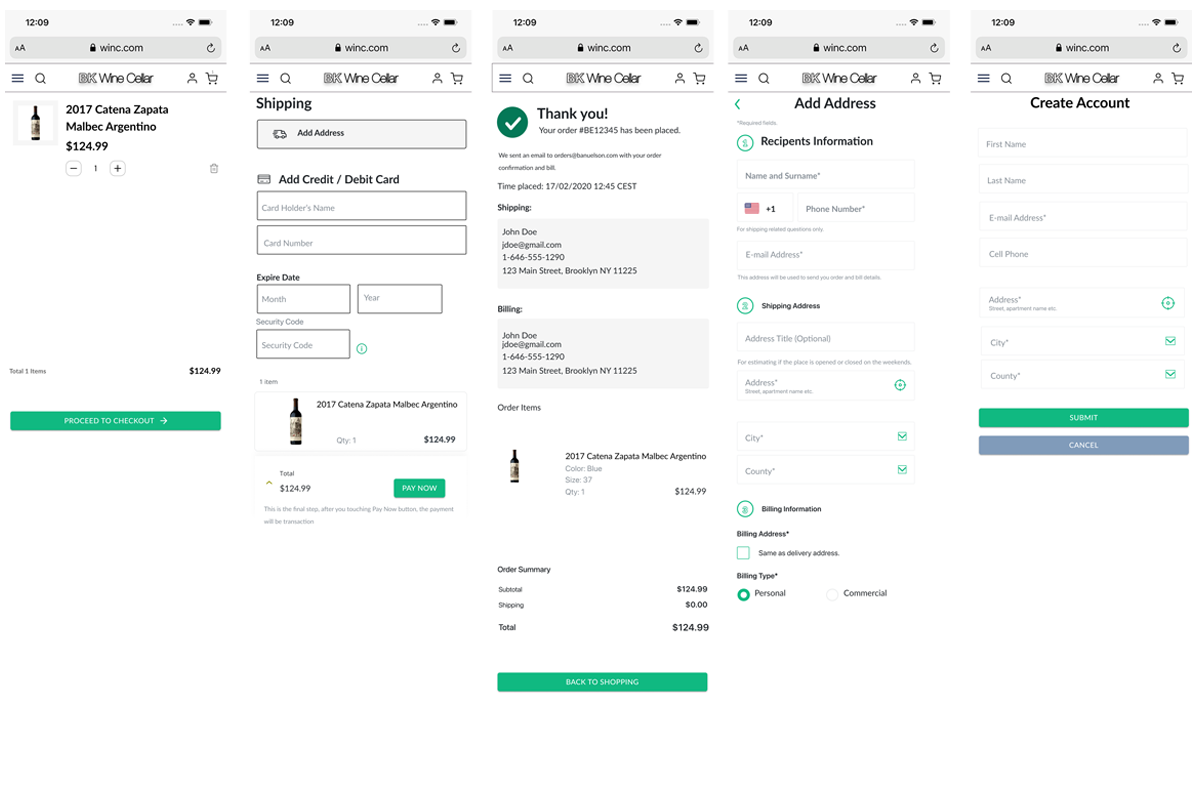 12:09
AA
winc.com
BK Wine Cellar
2017 Catena Zapata
Malbec Argentino
$124.99
1
Total 1 Items
$124.99
PROCEED TO CHECKOUT
12:09
AA
winc.com
BK Wine Cellar
Shipping
Add Address
Add Credit / Debit Card
Card Holder's Name
Card Number
Expire Date
Month
Year
Security Code
Security Code
1 item
2017 Catena Zapata Malbec Argentino
Qty: 1
$124.99
Total
$124.99
PAY NOW
This is the final step, after you touching Pay Now button, the payment
will be transaction
12:09
AA
winc.com
BK Wine Cellar
Thank you!
Your order #BE12345 has been placed.
We sent an email to orders@banuelson.com with your order
confirmation and bill.
Time placed: 17/02/2020 12:45 CEST
Shipping:
John Doe
jdoe@gmail.com
1-646-555-1290
123 Main Street, Brooklyn NY 11225
Billing:
John Doe
jdoe@gmail.com
1-646-555-1290
123 Main Street, Brooklyn NY 11225
Order Items
2017 Catena Zapata Malbec Argentino
Color: Blue
Size: 37
Qty: 1
$124.99
Order Summary
Subtotal
$124.99
Shipping
$0.00
Total
$124.99
BACK TO SHOPPING
12:09
AA
winc.com
BK Wine Cellar
Add Address
*Required fields.
Recipents Information
Name and Surname*
+1
Phone Number*
For shipping related questions only.
E-mail Address*
This address will be used to send you order and bill details.
2
Shipping Address
Address Title (Optional)
For estimating if the place is opened or closed on the weekends.
Address*
Street, apartment name etc.
City*
County*
3
Billing Information
Billing Address*
Same as delivery address.
Billing Type*
Personal
Commercial
12:09
AA
winc.com
BK Wine Cellar
Create Account
First Name
Last Name
E-mail Address*
Cell Phone
Address*
Street, apartment name etc.
City*
County*
SUBMIT
CANCEL